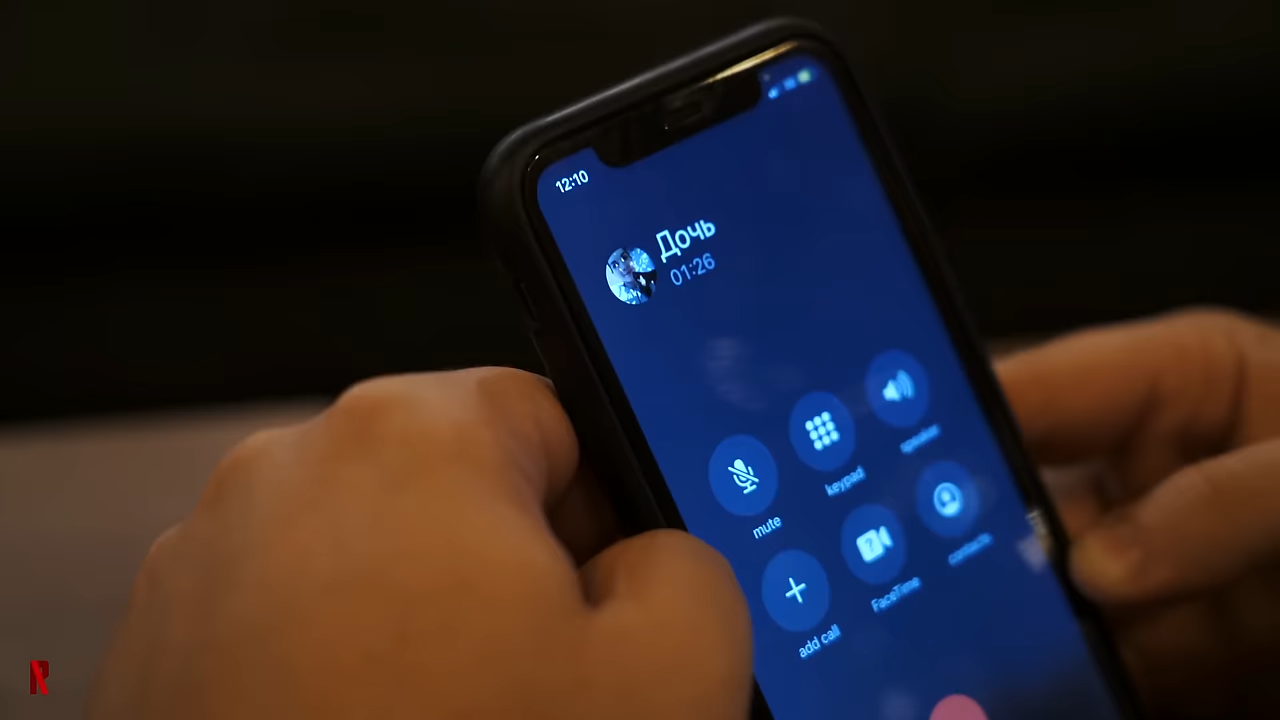 12:10
Дочь
01:26
mute
keypad
speaker
add call
FaceTime
contacts